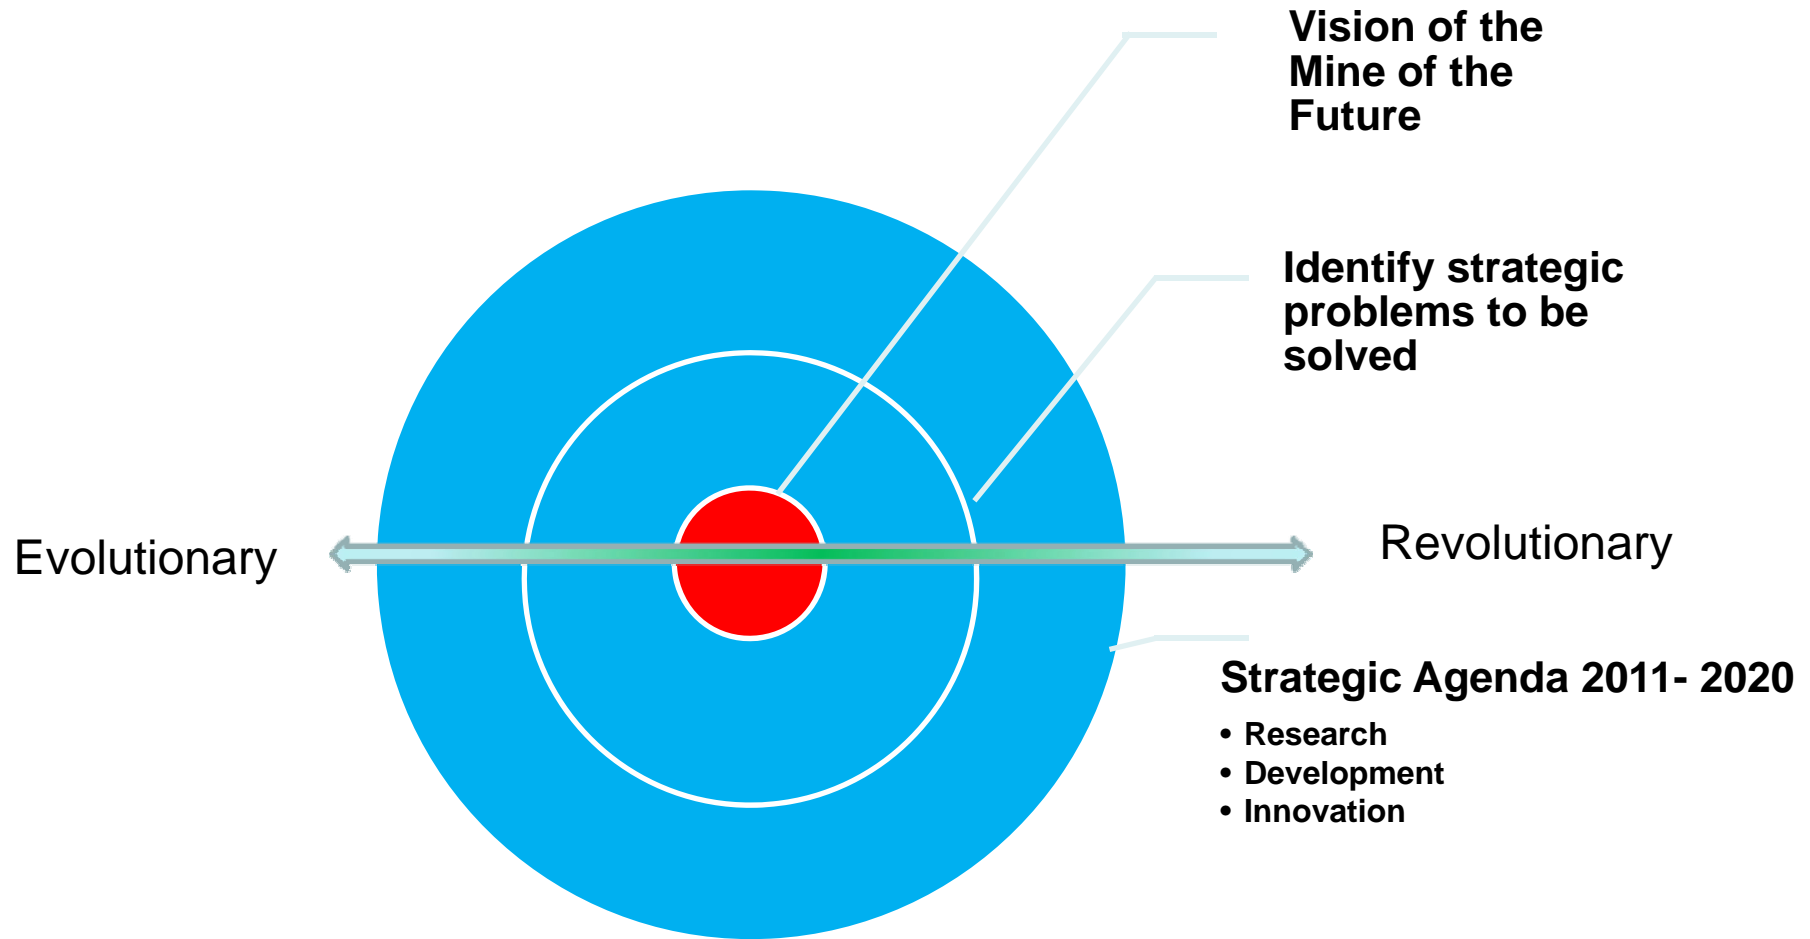 Vision of the
Mine of the
Future
Identify strategic
problems to be
solved
Evolutionary
Revolutionary
Strategic Agenda 2011- 2020
• Research
• Development
• Innovation